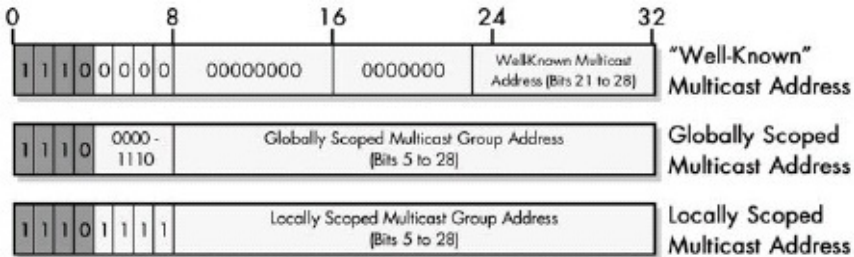 0 8 16 24 32
1 1 1 0 0 0 0 0 00000000 0000000 Well-Known Multicast "Well-Known"
Address (Bits 21 to 28) Multicast Address
1 1 1 0 0000 - Globally Scoped Multicast Group Address Globally Scoped
1110 (Bits 5 to 28) Multicast Address
1 1 1 0 1 1 1 1 Locally Scoped Multicast Group Address Locally Scoped
(Bits 5 to 28) Multicast Address